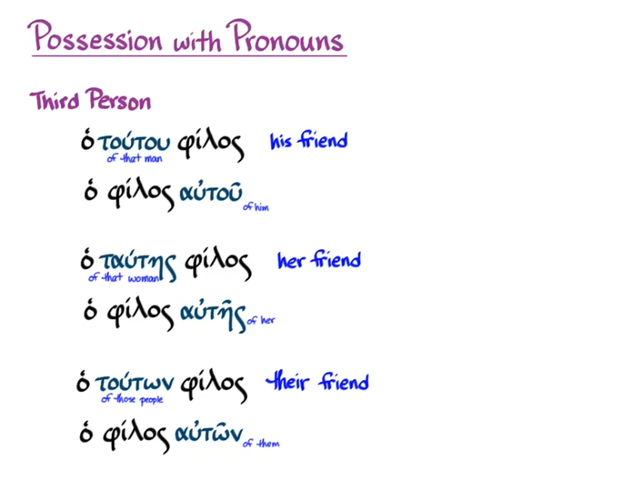 Possession with Pronouns
Third Person
ὁ τούτου φίλος his friend
of that man
ὁ φίλος αὐτοῦ of him
ὁ ταύτης φίλος her friend
of that woman
ὁ φίλος αὐτῆς of her
ὁ τούτων φίλος their friend
of those people
ὁ φίλος αὐτῶν of them